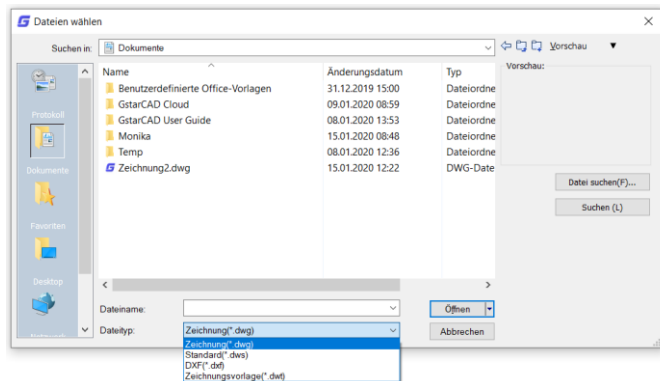 Dateien wählen
Suchen in: Dokumente Vorschau
Name Änderungsdatum Typ Vorschau:
Benutzerdefinierte Office-Vorlagen 31.12.2019 15:00 Dateiordne
GstarCAD Cloud 09.01.2020 08:59 Dateiordne
GstarCAD User Guide 08.01.2020 13:53 Dateiordne
Monika 15.01.2020 08:48 Dateiordne
Temp 08.01.2020 12:36 Dateiordne
Zeichnung2.dwg 15.01.2020 12:22 DWG-Date
Protokoll
Dokumente
Favoriten
Desktop
Datei suchen(F)...
Suchen (L)
Dateiname: Öffnen
Dateityp: Zeichnung(*.dwg) Abbrechen
Zeichnung(*.dwg)
Standard(*.dws)
DXF(*.dxf)
Zeichnungsvorlage(*.dwt)